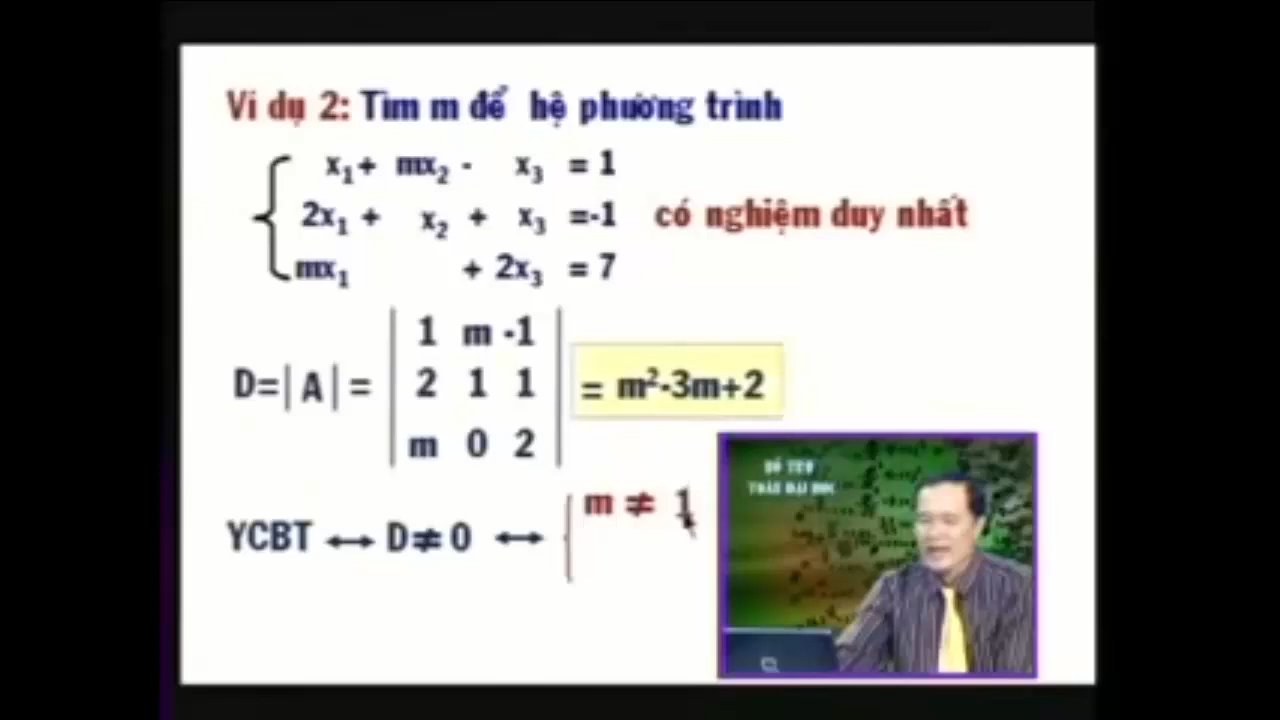 Ví dụ 2: Tìm m để hệ phương trình
x₁+ mx₂ - x₃ = 1
2x₁ + x₂ + x₃ =-1 có nghiệm duy nhất
mx₁ + 2x₃ = 7
1 m -1
D=|A|= 2 1 1 = m²-3m+2
m 0 2
YCBT ↔ D≠0 ↔ m ≠ 1